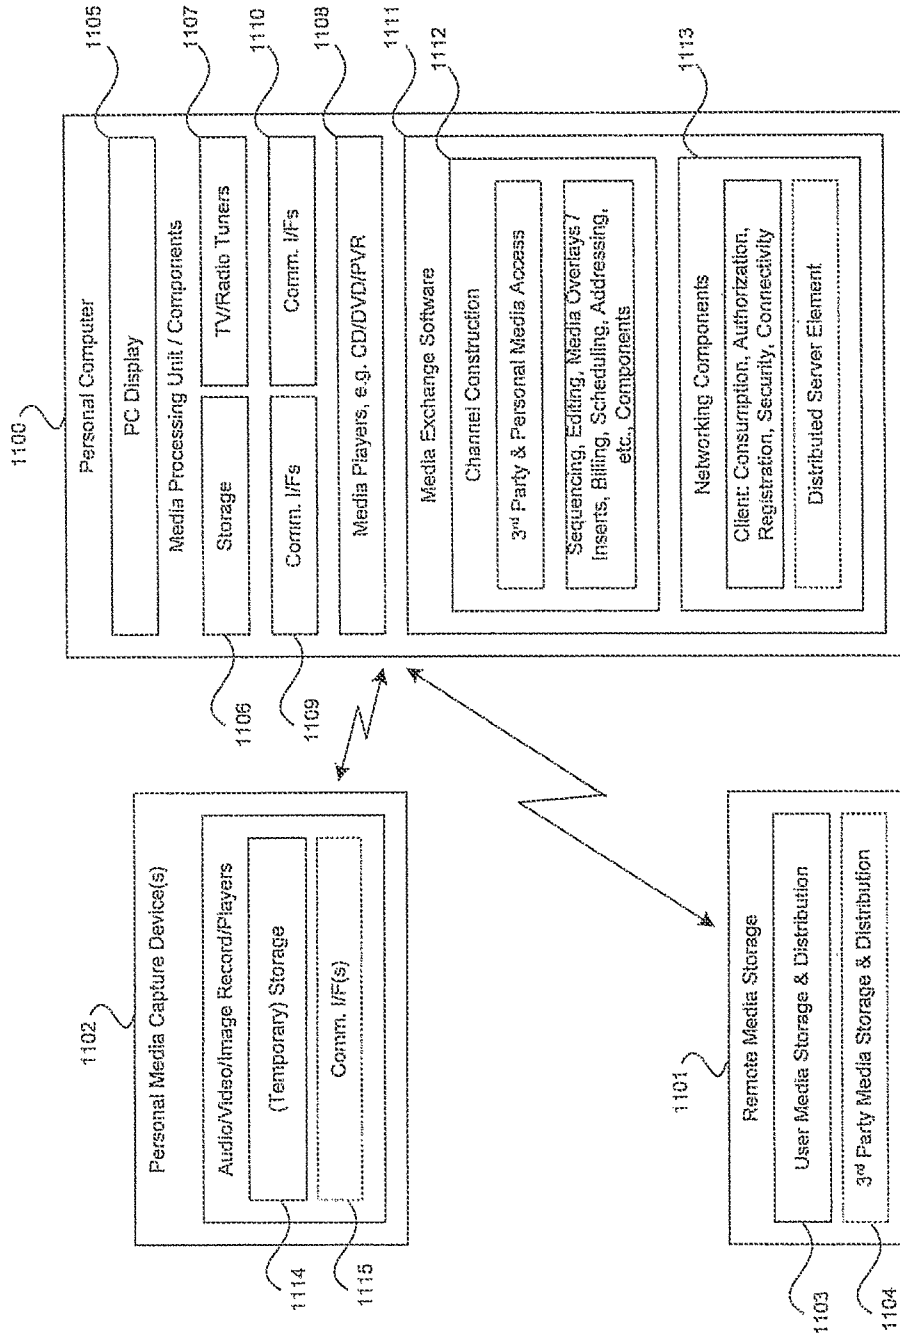 1102
Personal Media Capture Device(s)
Audio/Video/Image Record/Players
(Temporary) Storage
Comm. I/F(s)
1114
1115
1100
Personal Computer
PC Display
Media Processing Unit / Components
Storage
TV/Radio Tuners
Comm. I/Fs
Comm. I/Fs
Media Players, e.g. CD/DVD/PVR
Media Exchange Software
Channel Construction
3rd Party & Personal Media Access
Sequencing, Editing, Media Overlays /
Inserts, Billing, Scheduling, Addressing,
etc., Components
Networking Components
Client: Consumption, Authorization,
Registration, Security, Connectivity
Distributed Server Element
1105
1107
1110
1108
1111
1112
1113
1106
1109
1101
Remote Media Storage
User Media Storage & Distribution
3rd Party Media Storage & Distribution
1103
1104